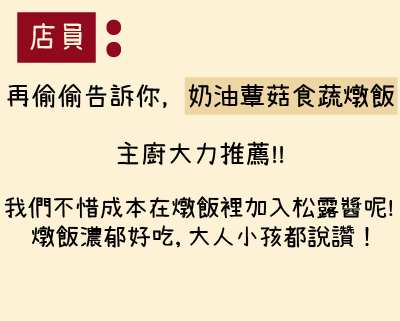 店員：
再偷偷告訴你，奶油蕈菇食蔬燉飯
主廚大力推薦!!
我們不惜成本在燉飯裡加入松露醬呢!
燉飯濃郁好吃，大人小孩都說讚！